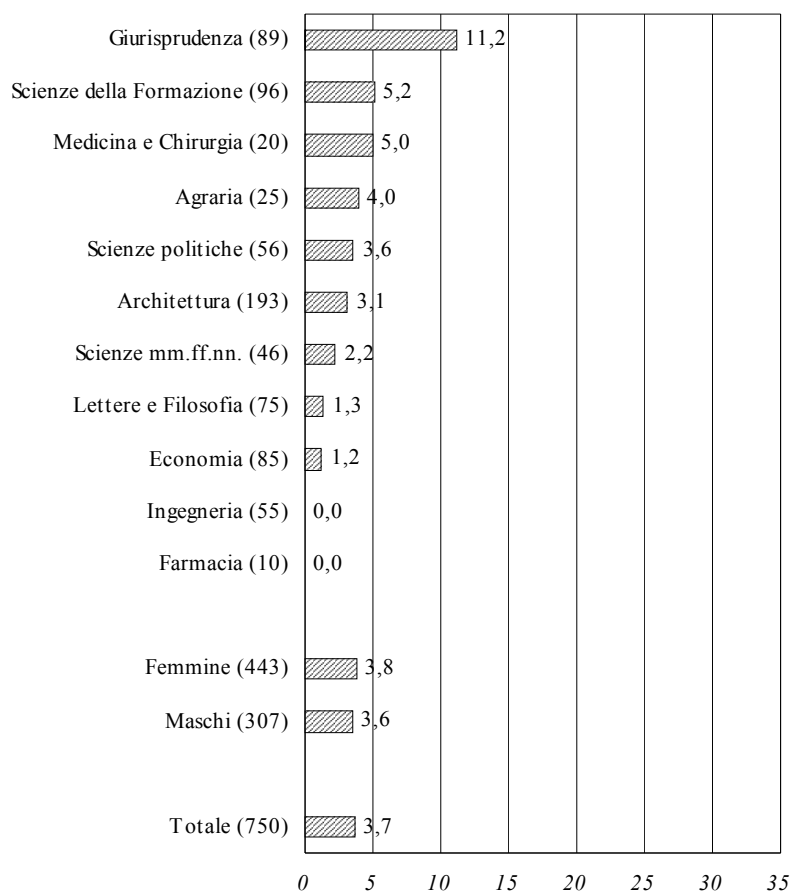 Giurisprudenza (89) 11,2
Scienze della Formazione (96) 5,2
Medicina e Chirurgia (20) 5,0
Agraria (25) 4,0
Scienze politiche (56) 3,6
Architettura (193) 3,1
Scienze mm.ff.nn. (46) 2,2
Lettere e Filosofia (75) 1,3
Economia (85) 1,2
Ingegneria (55) 0,0
Farmacia (10) 0,0
Femmine (443) 3,8
Maschi (307) 3,6
Totale (750) 3,7
0 5 10 15 20 25 30 35